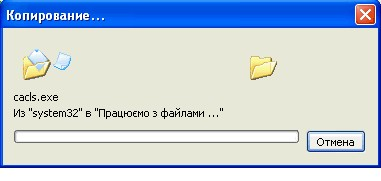 Копирование...
cacls.exe
Из "system32" в "Працюємо з файлами ..."
Отмена